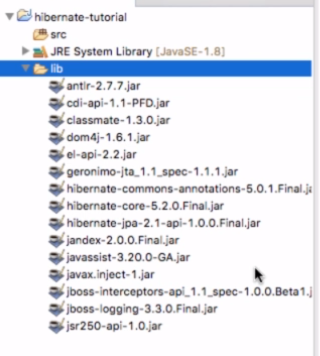 hibernate-tutorial
src
JRE System Library [JavaSE-1.8]
lib
antlr-2.7.7.jar
cdi-api-1.1-PFD.jar
classmate-1.3.0.jar
dom4j-1.6.1.jar
el-api-2.2.jar
geronimo-jta_1.1_spec-1.1.1.jar
hibernate-commons-annotations-5.0.1.Final.ja
hibernate-core-5.2.0.Final.jar
hibernate-jpa-2.1-api-1.0.0.Final.jar
jandex-2.0.0.Final.jar
javassist-3.20.0-GA.jar
javax.inject-1.jar
jboss-interceptors-api_1.1_spec-1.0.0.Beta1.j
jboss-logging-3.3.0.Final.jar
jsr250-api-1.0.jar